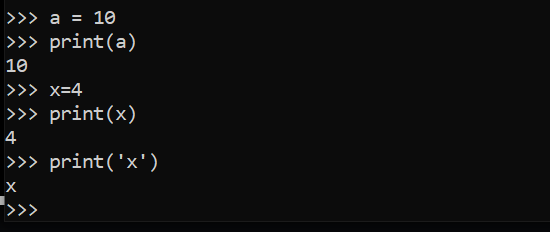 >>> a = 10
>>> print(a)
10
>>> x=4
>>> print(x)
4
>>> print('x')
x
>>>